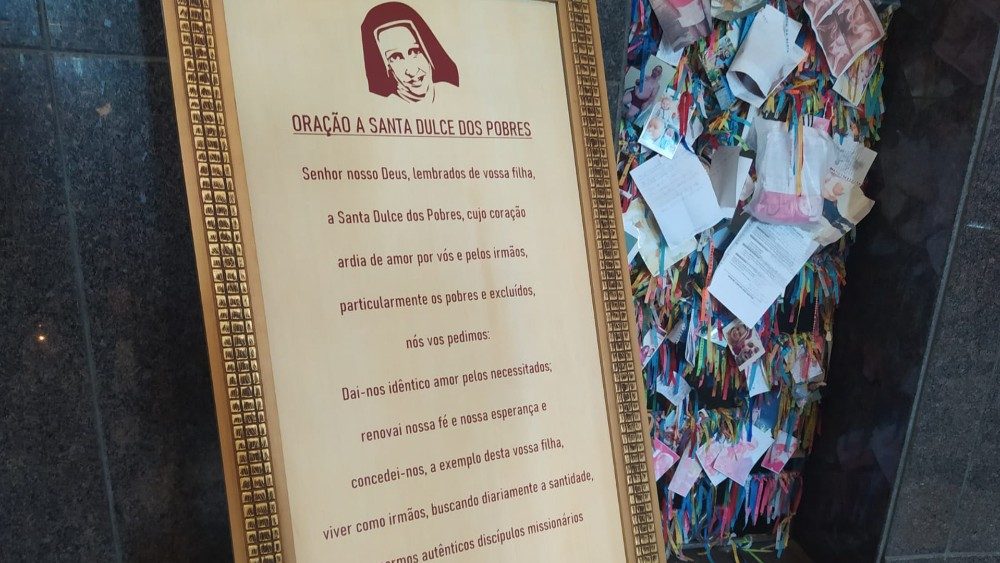 ORAÇÃO A SANTA DULCE DOS POBRES
Senhor nosso Deus, lembrados de vossa filha,
a Santa Dulce dos Pobres, cujo coração
ardia de amor por vós e pelos irmãos,
particularmente os pobres e excluídos,
nós vos pedimos:
Dai-nos idêntico amor pelos necessitados;
renovai nossa fé e nossa esperança e
concedei-nos, a exemplo desta vossa filha,
viver como irmãos, buscando diariamente a santidade,
autênticos discípulos missionários